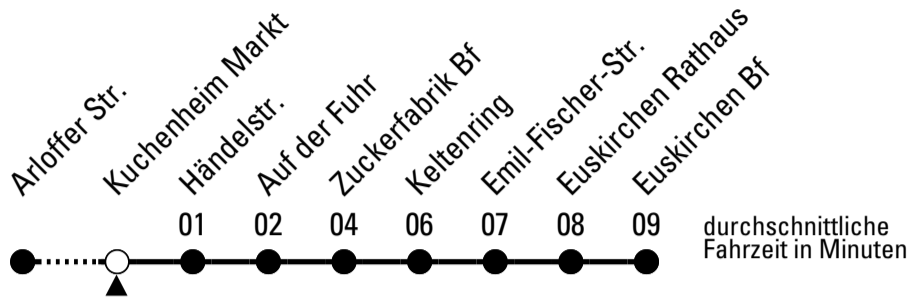 Arloffer Str.
Kuchenheim Markt
Händelstr.
Auf der Fuhr
Zuckerfabrik Bf
Keltenring
Emil-Fischer-Str.
Euskirchen Rathaus
Euskirchen Bf
01 02 04 06 07 08 09
durchschnittliche
Fahrzeit in Minuten